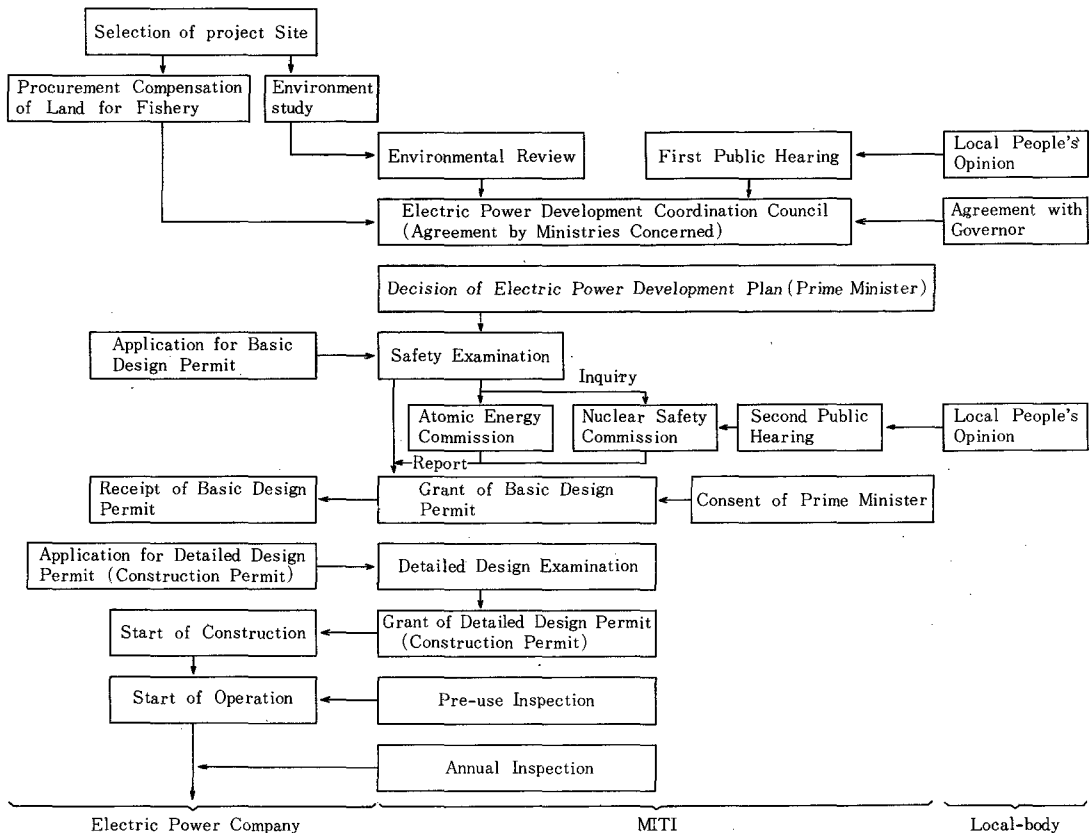 Selection of project Site
Procurement Compensation
of Land for Fishery
Environment
study
Environmental Review
First Public Hearing
Local People's
Opinion
Electric Power Development Coordination Council
(Agreement by Ministries Concerned)
Agreement with
Governor
Decision of Electric Power Development Plan (Prime Minister)
Application for Basic
Design Permit
Safety Examination
Inquiry
Atomic Energy
Commission
Nuclear Safety
Commission
Second Public
Hearing
Local People's
Opinion
Report
Receipt of Basic Design
Permit
Grant of Basic Design
Permit
Consent of Prime Minister
Application for Detailed Design
Permit (Construction Permit)
Detailed Design Examination
Start of Construction
Grant of Detailed Design Permit
(Construction Permit)
Start of Operation
Pre-use Inspection
Annual Inspection
Electric Power Company
MITI
Local-body